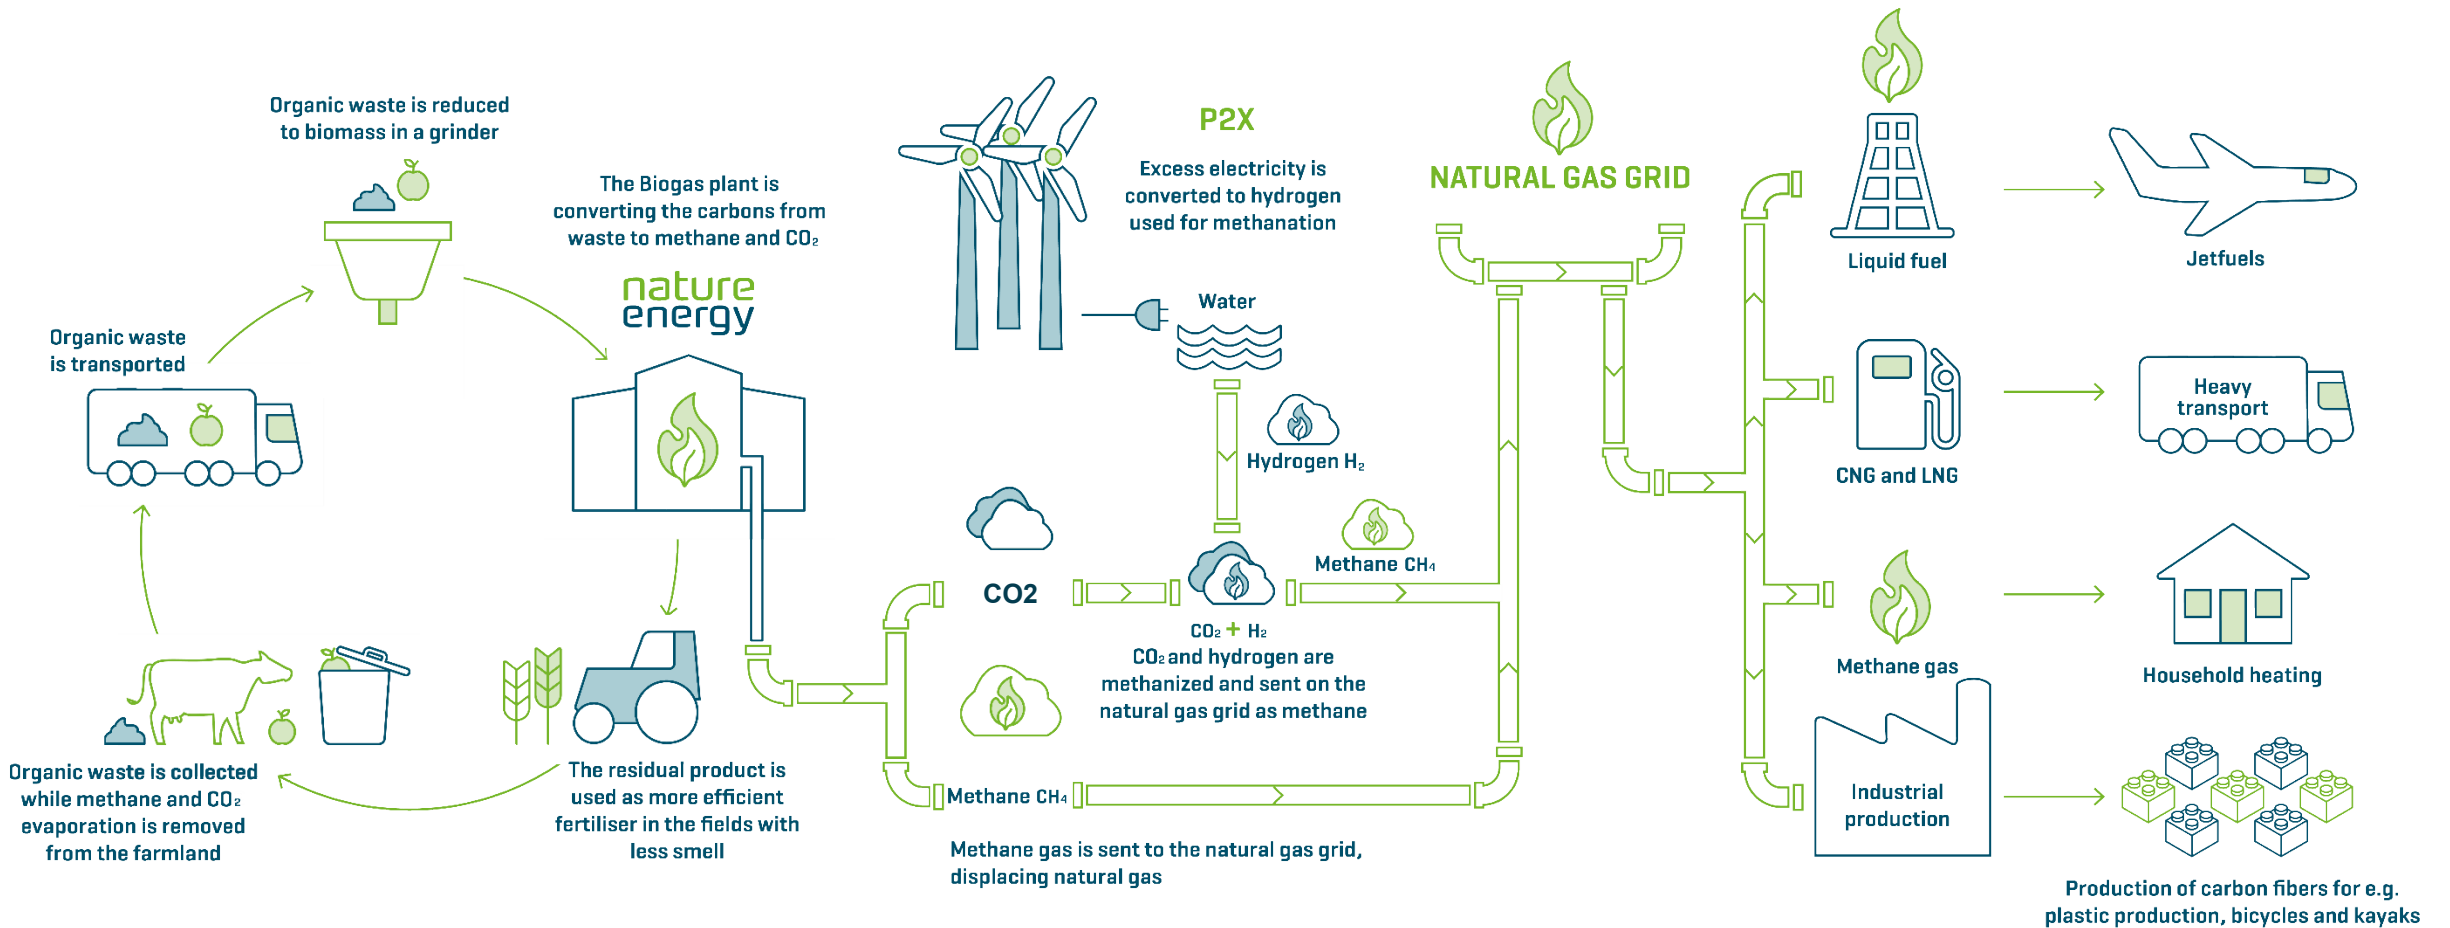 Organic waste is reduced
to biomass in a grinder
The Biogas plant is
converting the carbons from
waste to methane and CO₂
nature
energy
Organic waste
is transported
Organic waste is collected
while methane and CO₂
evaporation is removed
from the farmland
The residual product is
used as more efficient
fertiliser in the fields with
less smell
P2X
Excess electricity is
converted to hydrogen
used for methanation
Water
Hydrogen H₂
CO2
Methane CH₄
CO₂ + H₂
CO₂ and hydrogen are
methanized and sent on the
natural gas grid as methane
Methane CH₄
Methane gas is sent to the natural gas grid,
displacing natural gas
NATURAL GAS GRID
Liquid fuel
Jetfuels
CNG and LNG
Heavy
transport
Methane gas
Household heating
Industrial
production
Production of carbon fibers for e.g.
plastic production, bicycles and kayaks